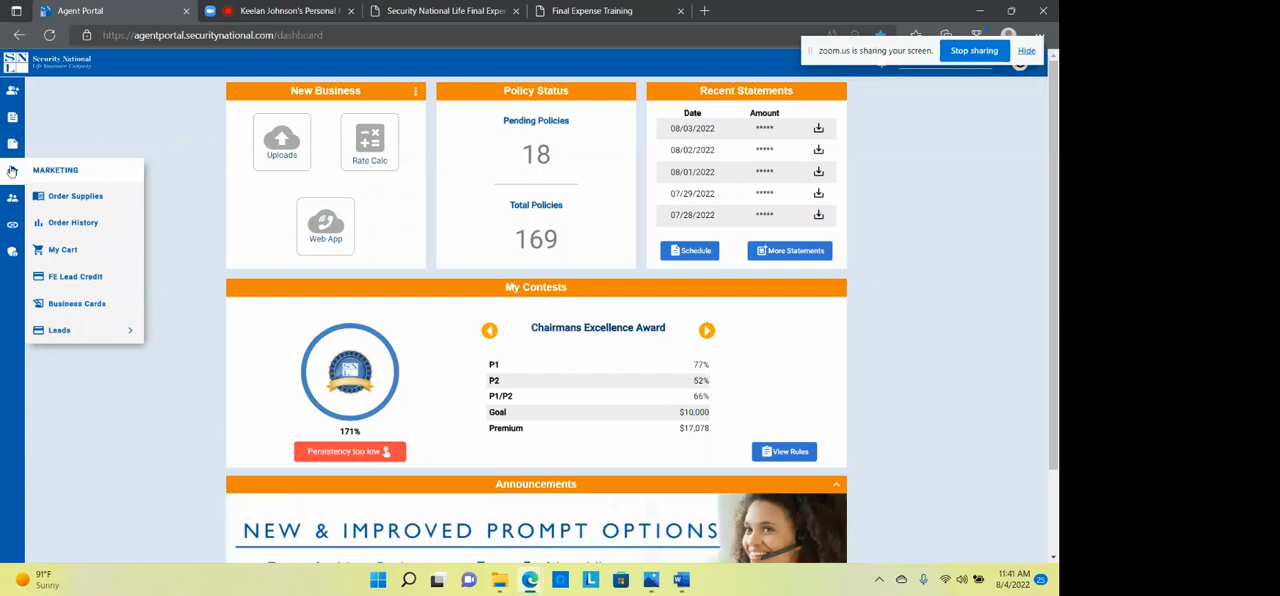 Agent Portal
Keelan Johnson's Personal
Security National Life Final Exper
Final Expense Training
https://agentportal.securitynational.com/dashboard
zoom.us is sharing your screen.
Stop sharing
Hide
SNL
Security National
Life Insurance Company
MARKETING
Order Supplies
Order History
My Cart
FE Lead Credit
Business Cards
Leads
New Business
Uploads
Rate Calc
Web App
Policy Status
Pending Policies
18
Total Policies
169
Recent Statements
Date Amount
08/03/2022 *****
08/02/2022 *****
08/01/2022 *****
07/29/2022 *****
07/28/2022 *****
Schedule
More Statements
My Contests
Chairmans Excellence Award
171%
Persistency too low
P1 77%
P2 52%
P1/P2 66%
Goal $10,000
Premium $17,078
View Rules
Announcements
NEW & IMPROVED PROMPT OPTIONS
91°F
Sunny
11:41 AM
8/4/2022
25